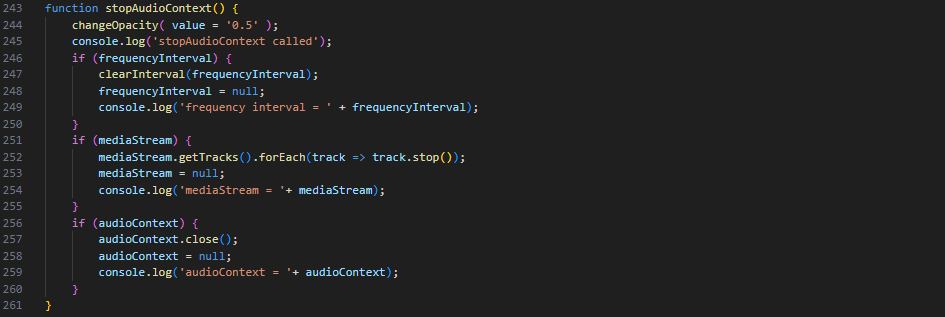 243 function stopAudioContext() {
244     changeOpacity( value = '0.5' );
245     console.log('stopAudioContext called');
246     if (frequencyInterval) {
247         clearInterval(frequencyInterval);
248         frequencyInterval = null;
249         console.log('frequency interval = ' + frequencyInterval);
250     }
251     if (mediaStream) {
252         mediaStream.getTracks().forEach(track => track.stop());
253         mediaStream = null;
254         console.log('mediaStream = '+ mediaStream);
255     }
256     if (audioContext) {
257         audioContext.close();
258         audioContext = null;
259         console.log('audioContext = '+ audioContext);
260     }
261 }